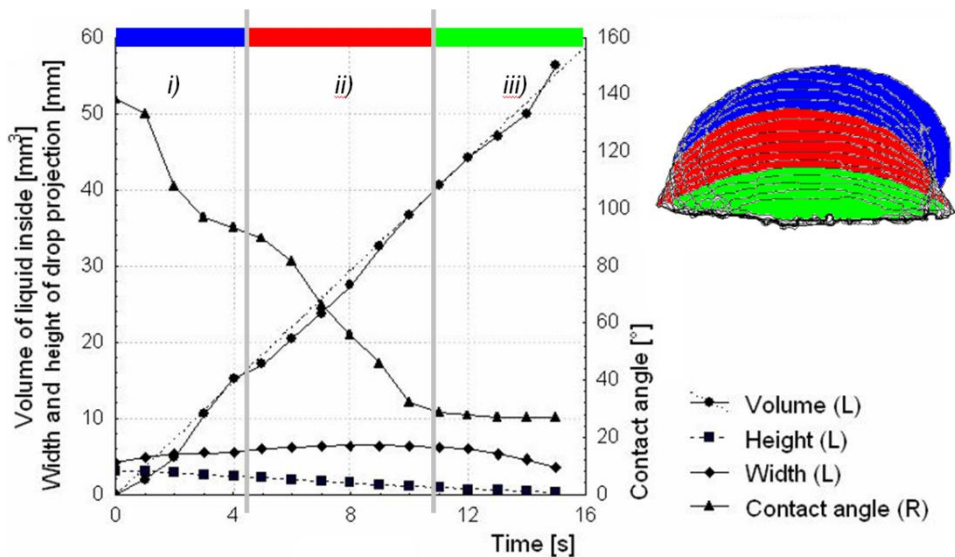 Volume of liquid inside [mm³]
Width and height of drop projection [mm]
60
50
40
30
20
10
0
i)
ii)
iii)
160
140
120
100
80
60
40
20
0
Contact angle [°]
0
4
8
12
16
Time [s]
Volume (L)
Height (L)
Width (L)
Contact angle (R)